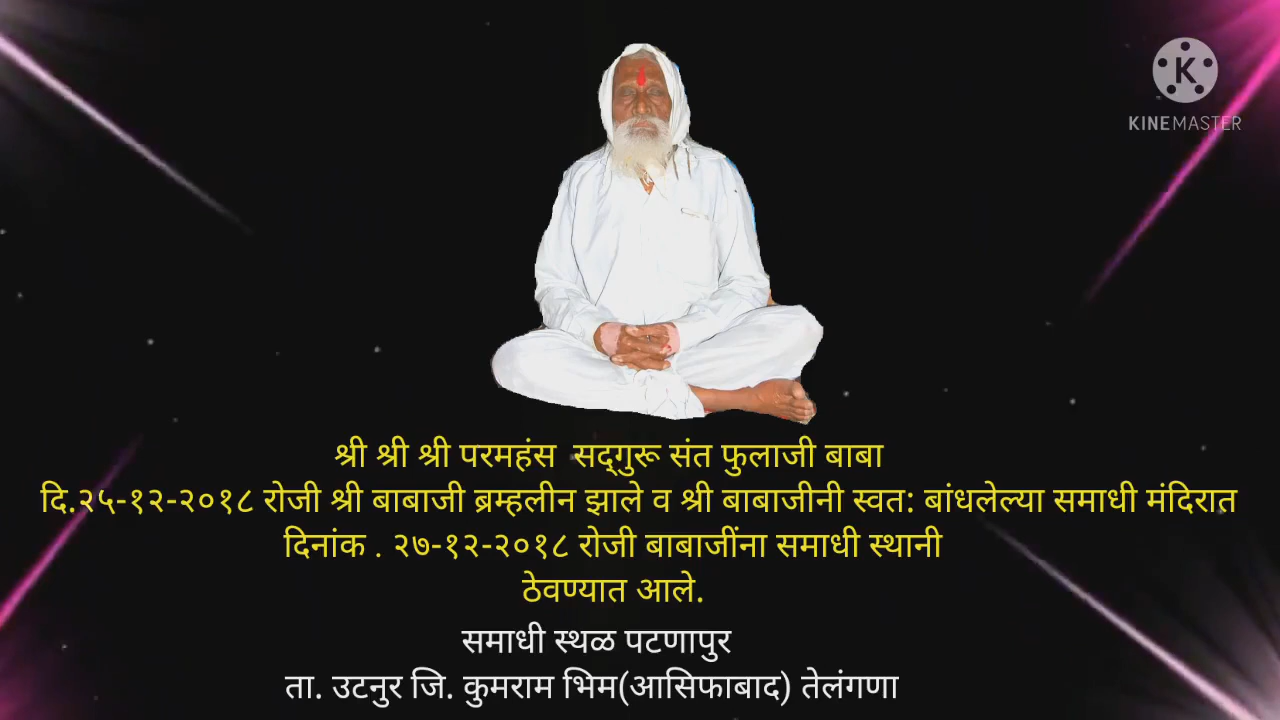 KINEMASTER
श्री श्री श्री परमहंस सद्गुरू संत फुलाजी बाबा
दि.२५-१२-२०१८ रोजी श्री बाबाजी ब्रम्हलीन झाले व श्री बाबाजीनी स्वत: बांधलेल्या समाधी मंदिरात
दिनांक . २७-१२-२०१८ रोजी बाबाजींना समाधी स्थानी
ठेवण्यात आले.
समाधी स्थळ पटणापुर
ता. उटनुर जि. कुमराम भिम(आसिफाबाद) तेलंगणा